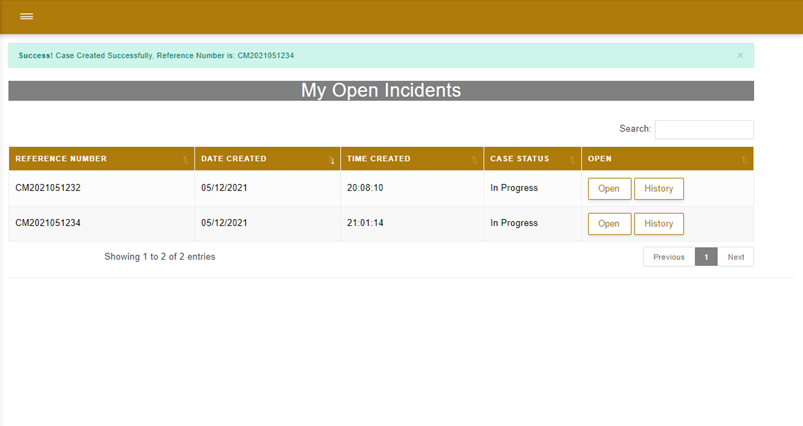 Success! Case Created Successfully. Reference Number is: CM2021051234 ×
My Open Incidents
Search:
REFERENCE NUMBER DATE CREATED TIME CREATED CASE STATUS OPEN
CM2021051232 05/12/2021 20:08:10 In Progress Open History
CM2021051234 05/12/2021 21:01:14 In Progress Open History
Showing 1 to 2 of 2 entries Previous 1 Next